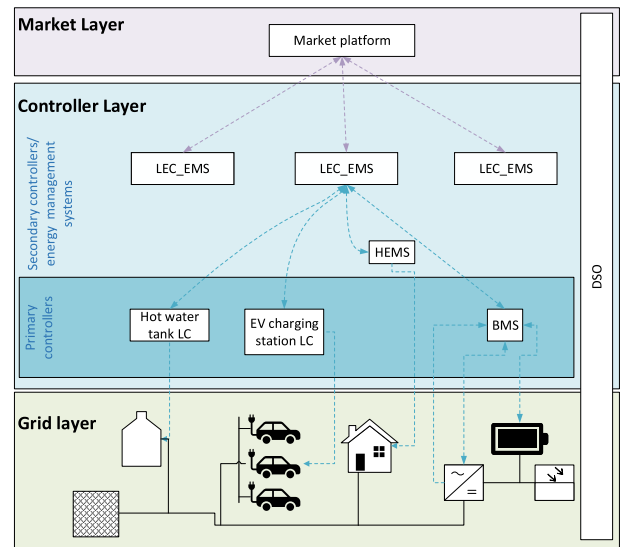 Market Layer
Market platform
Controller Layer
Secondary controllers/
energy management
systems
LEC_EMS
LEC_EMS
LEC_EMS
HEMS
DSO
Primary
controllers
Hot water
tank LC
EV charging
station LC
BMS
Grid layer